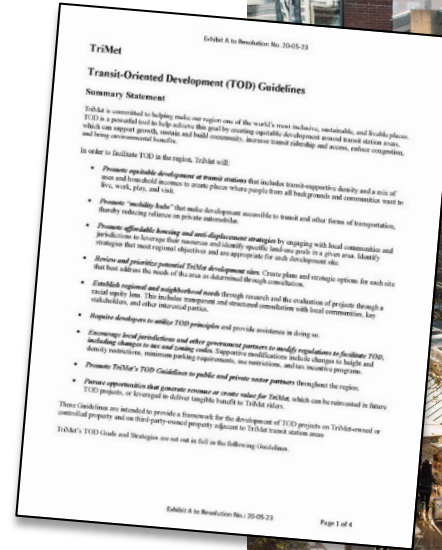 Exhibit A to Resolution No. 20-05-23
TriMet
Transit-Oriented Development (TOD) Guidelines
Summary Statement
TriMet is committed to helping make our region one of the world's most inclusive, sustainable, and livable places.
TOD is a powerful tool to help achieve this goal by creating equitable development around transit station areas,
which can support growth, sustain and build community, increase transit ridership and access, reduce congestion,
and bring environmental benefits.
In order to facilitate TOD in the region, TriMet will:
• Promote equitable development at transit stations that includes transit-supportive density and a mix of
uses and household incomes to create places where people from all backgrounds and communities want to
live, work, play, and visit.
• Promote "mobility hubs" that make development accessible to transit and other forms of transportation,
thereby reducing reliance on private automobiles.
• Promote affordable housing and anti-displacement strategies by engaging with local communities and
jurisdictions to leverage their resources and identify specific land-use goals in a given area. Identify
strategies that meet regional objectives and are appropriate for each development site.
• Review and prioritize potential TriMet development sites. Create plans and strategic options for each site
that best address the needs of the area as determined through consultation.
• Establish regional and neighborhood needs through research and the evaluation of projects through a
racial equity lens. This includes transparent and structured consultation with local communities, key
stakeholders, and other interested parties.
• Require developers to utilize TOD principles and provide assistance in doing so.
• Encourage local jurisdictions and other government partners to modify regulations to facilitate TOD,
including changes to tax and zoning codes. Supportive modifications include changes to height and
density restrictions, minimum parking requirements, use restrictions, and tax incentive programs.
• Promote TriMet's TOD Guidelines to public and private sector partners throughout the region.
• Pursue opportunities that generate revenue or create value for TriMet, which can be reinvested in future
TOD projects, or leveraged to deliver tangible benefit to TriMet riders.
These Guidelines are intended to provide a framework for the development of TOD projects on TriMet-owned or
controlled property and on third-party-owned property adjacent to TriMet transit station areas
TriMet's TOD Goals and Strategies are set out in full in the following Guidelines.
Exhibit A to Resolution No.: 20-05-23
Page 1 of 4